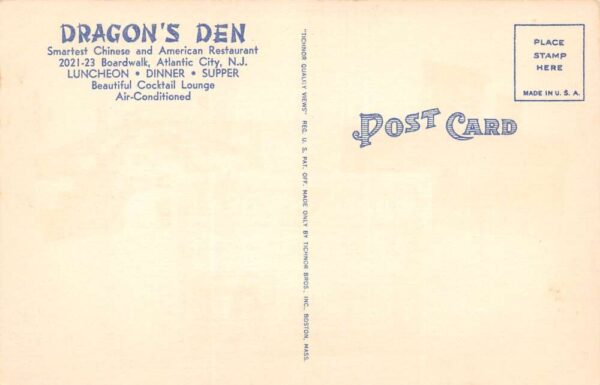 DRAGON'S DEN
Smartest Chinese and American Restaurant
2021-23 Boardwalk, Atlantic City, N.J.
LUNCHEON • DINNER • SUPPER
Beautiful Cocktail Lounge
Air-Conditioned
"TICHNOR QUALITY VIEWS" REG. U. S. PAT. OFF. MADE ONLY BY TICHNOR BROS., INC. BOSTON, MASS.
POST CARD
PLACE
STAMP
HERE
MADE IN U. S. A.